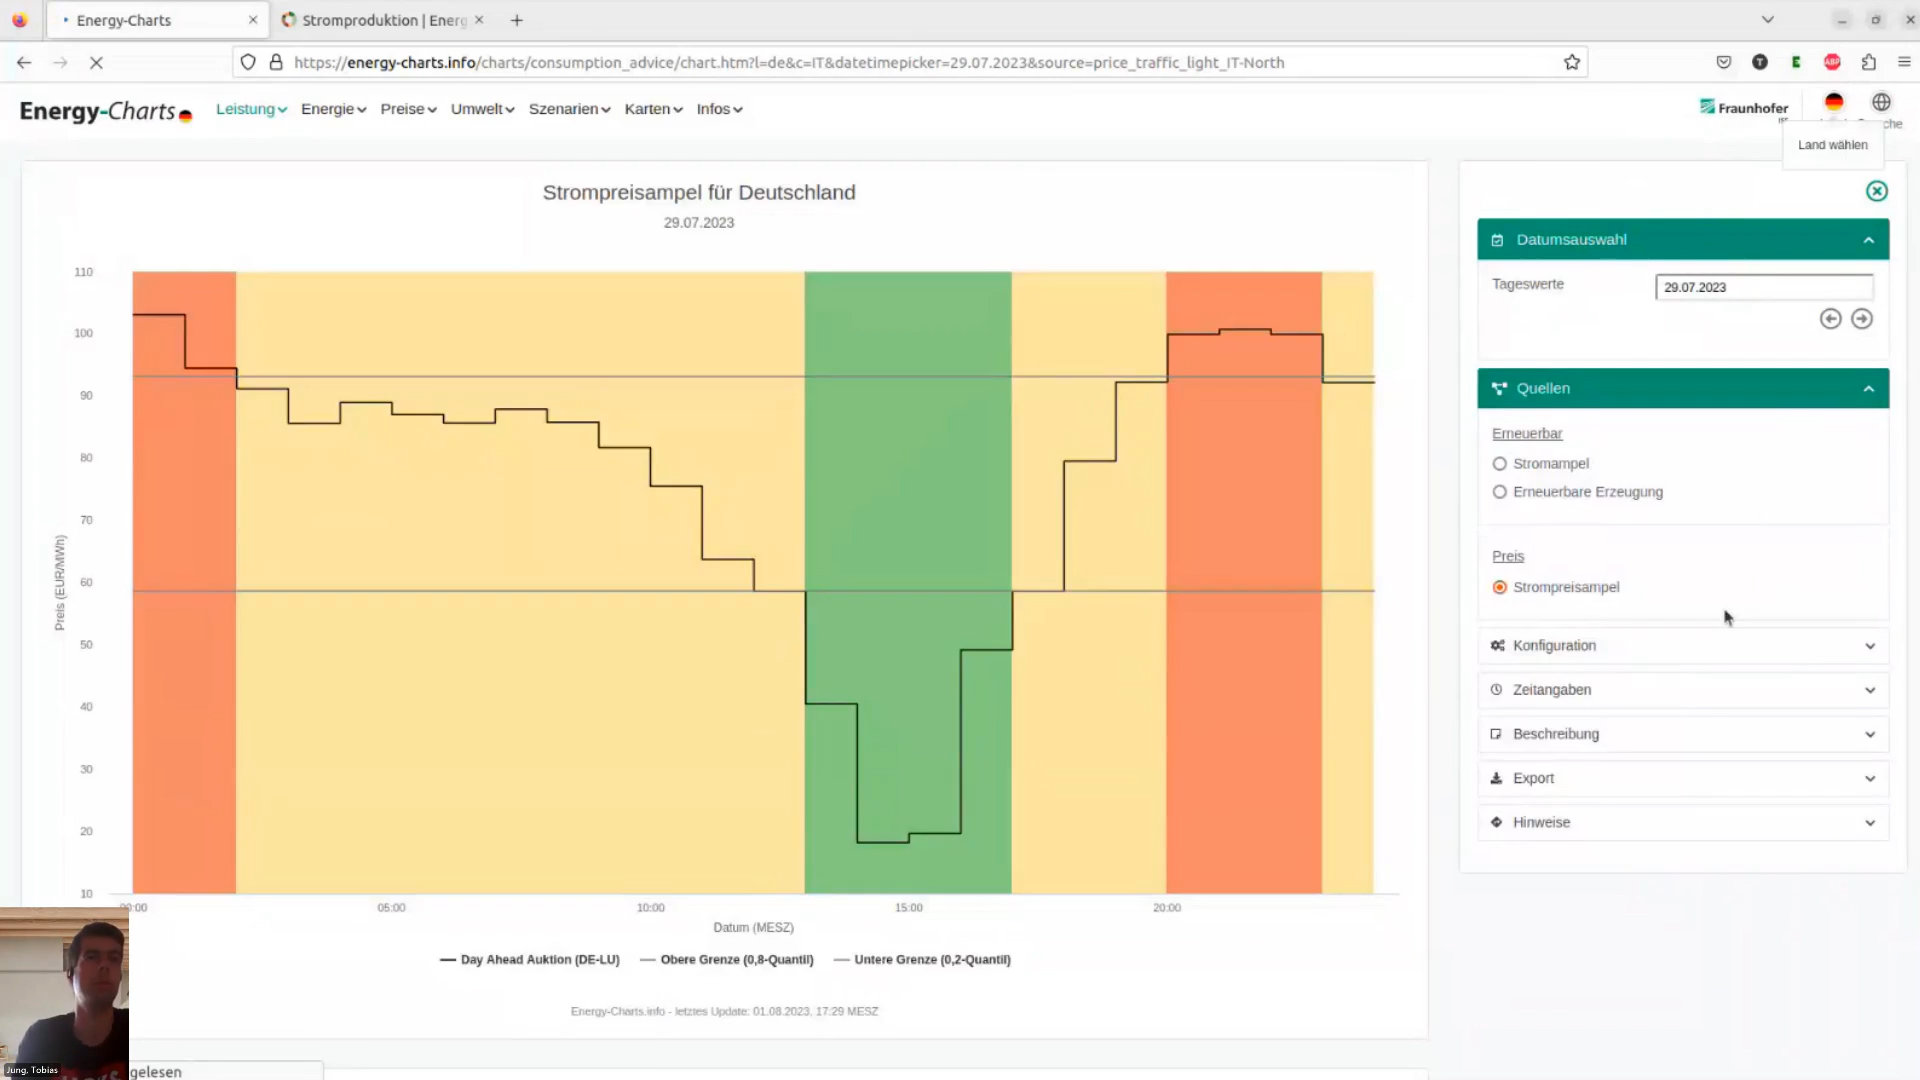 Energy-Charts
Stromproduktion | Energ
https://energy-charts.info/charts/consumption_advice/chart.htm?l=de&c=IT&datetimepicker=29.07.2023&source=price_traffic_light_IT-North
ABP
Energy-Charts
Leistung
Energie
Preise
Umwelt
Szenarien
Karten
Infos
Fraunhofer
Land wählen
Strompreisampel für Deutschland
29.07.2023
Datumsauswahl
Tageswerte
29.07.2023
Quellen
Erneuerbar
Stromampel
Erneuerbare Erzeugung
Preis
Strompreisampel
Konfiguration
Zeitangaben
Beschreibung
Export
Hinweise
Preis (EUR/MWh)
110
100
90
80
70
60
50
40
30
20
10
00:00
05:00
10:00
15:00
20:00
Datum (MESZ)
Day Ahead Auktion (DE-LU)
Obere Grenze (0,8-Quantil)
Untere Grenze (0,2-Quantil)
Energy-Charts.info - letztes Update: 01.08.2023, 17:29 MESZ
Jung, Tobias
gelesen